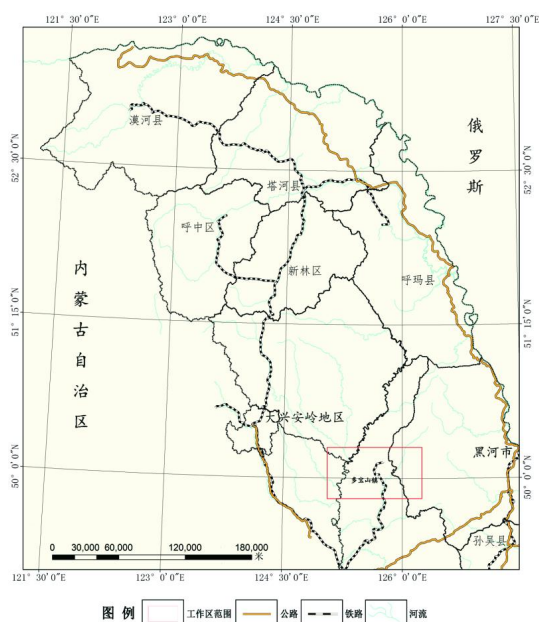 121° 30′0″E
123° 0′0″E
124° 30′0″E
126° 0′0″E
127° 30′0″E
俄罗斯
漠河县
52° 30′0″N
52° 30′0″N
塔河县
呼中区
新林区
呼玛县
内蒙古自治区
51° 15′0″N
51° 15′0″N
大兴安岭地区
黑河市
多宝山镇
50° 0′0″N
50° 0′0″N
孙吴县
0 30,000 60,000 120,000 180,000
米
121° 30′0″E
123° 0′0″E
124° 30′0″E
126° 0′0″E
127° 30′0″E
图 例 工作区范围 公路 铁路 河流